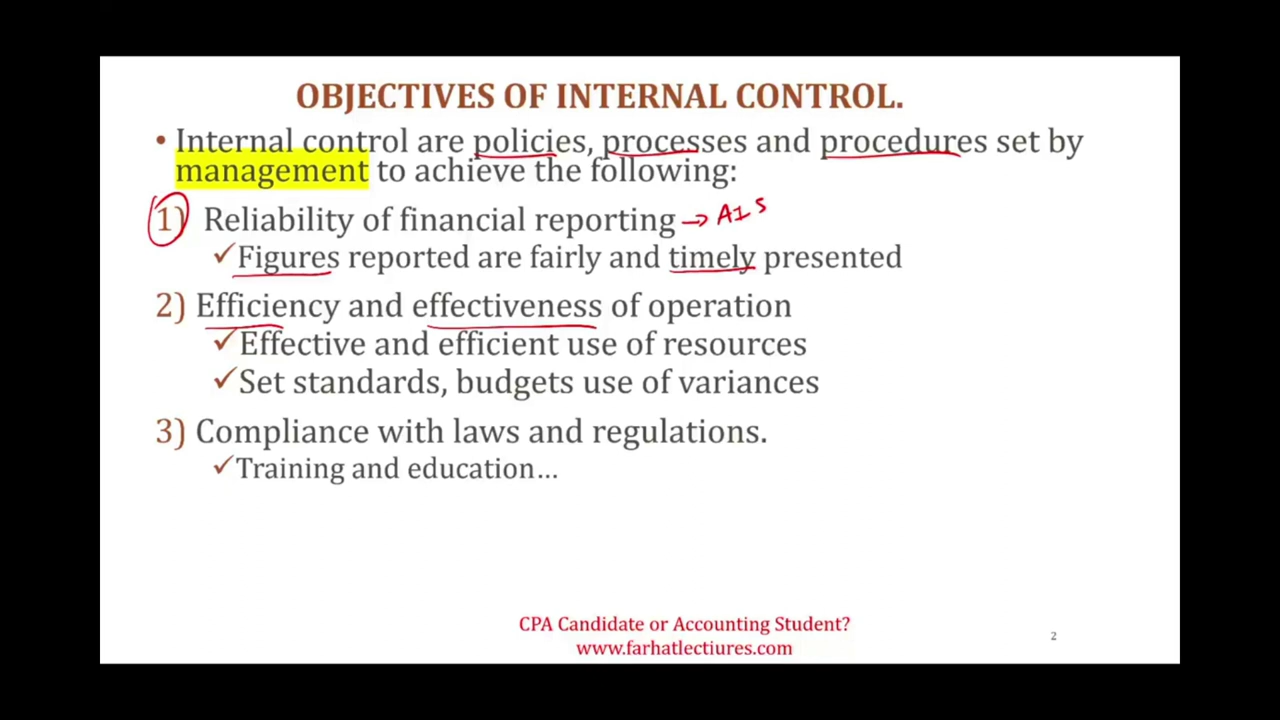 OBJECTIVES OF INTERNAL CONTROL.
• Internal control are policies, processes and procedures set by
management to achieve the following:
1) Reliability of financial reporting → AIS
✓Figures reported are fairly and timely presented
2) Efficiency and effectiveness of operation
✓Effective and efficient use of resources
✓Set standards, budgets use of variances
3) Compliance with laws and regulations.
✓Training and education…
CPA Candidate or Accounting Student?
www.farhatlectiures.com
2